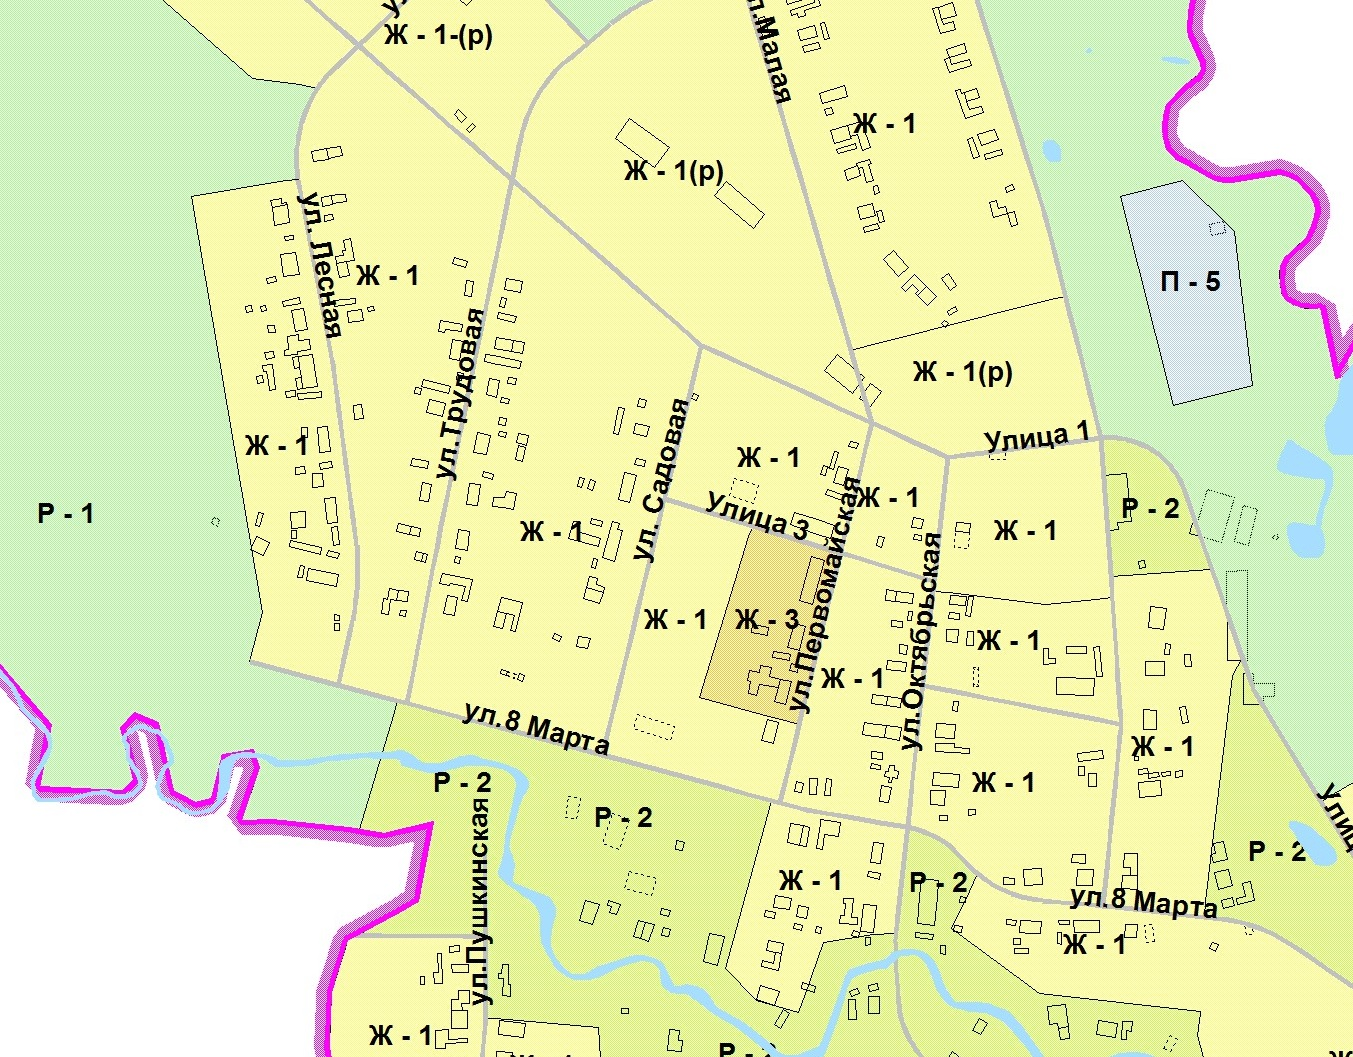 Ж - 1-(р)
ул.Малая
Ж - 1
Ж - 1(р)
ул. Лесная
Ж - 1
П - 5
ул.Трудовая
Ж - 1(р)
ул. Садовая
Улица 1
Ж - 1
Ж - 1
Р - 1
Улица 3
ул.Первомайская
Ж - 1
Р - 2
Ж - 1
Ж - 1
ул.Октябрьская
Ж - 1
Ж - 3
Ж - 1
Ж - 1
ул.8 Марта
Ж - 1
Р - 2
Ж - 1
ул.Пушкинская
Р - 2
Р - 2
Ж - 1
Р - 2
ул.8 Марта
Ж - 1
Ж - 1